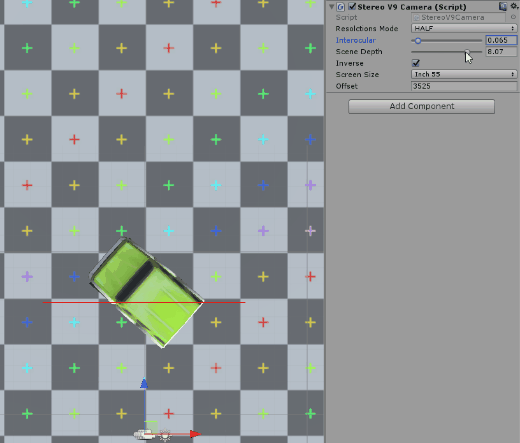 Stereo V9 Camera (Script)
Script StereoV9Camera
Resolctions Mode HALF
Interocular 0.065
Scene Depth 8.07
Inverse
Screen Size Inch 55
Offset 3525
Add Component